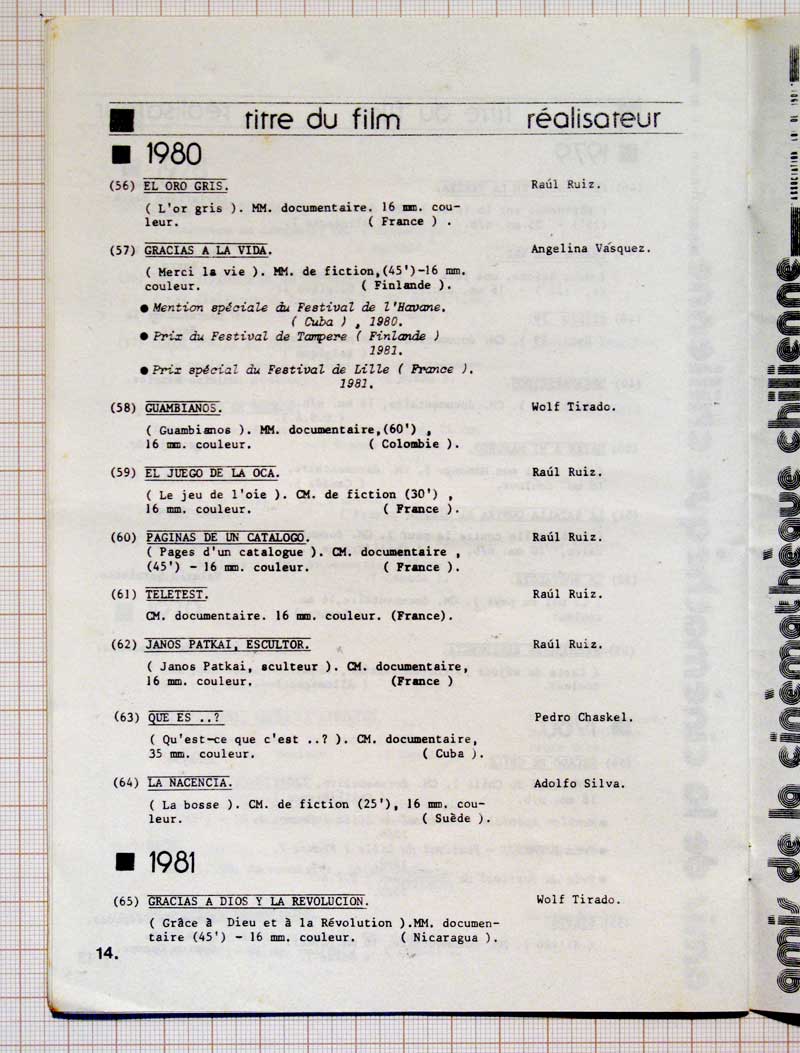 titre du film réalisateur
1980
(56) EL ORO GRIS. Raúl Ruiz.
( L'or gris ). MM. documentaire. 16 mm. cou-
leur. ( France ) .
(57) GRACIAS A LA VIDA. Angelina Vásquez.
( Merci la vie ). MM. de fiction,(45')-16 mm.
couleur. ( Finlande ).
● Mention spéciale du Festival de l'Havane.
( Cuba ) , 1980.
● Prix du Festival de Tampere ( Finlande )
1981.
● Prix spécial du Festival de Lille ( France ).
1981.
(58) GUAMBIANOS. Wolf Tirado.
( Guambianos ). MM. documentaire,(60') ,
16 mm. couleur. ( Colombie ).
(59) EL JUEGO DE LA OCA. Raúl Ruiz.
( Le jeu de l'oie ). CM. de fiction (30') ,
16 mm. couleur. ( France ).
(60) PAGINAS DE UN CATALOGO. Raúl Ruiz.
( Pages d'un catalogue ). CM. documentaire ,
(45') - 16 mm. couleur. ( France ).
(61) TELETEST. Raúl Ruiz.
CM. documentaire. 16 mm. couleur. (France).
(62) JANOS PATKAI, ESCULTOR. Raúl Ruiz.
( Janos Patkai, sculteur ). CM. documentaire,
16 mm. couleur. (France )
(63) QUE ES ..? Pedro Chaskel.
( Qu'est-ce que c'est ..? ). CM. documentaire,
35 mm. couleur. ( Cuba ).
(64) LA NACENCIA. Adolfo Silva.
( La bosse ). CM. de fiction (25'), 16 mm. cou-
leur. ( Suède ).
1981
(65) GRACIAS A DIOS Y LA REVOLUCION. Wolf Tirado.
( Grâce à Dieu et à la Révolution ).MM. documen-
taire (45') - 16 mm. couleur. ( Nicaragua ).
14.
amis de la cinémathèque chilienne
ASSOCIATION LOI DE 1901